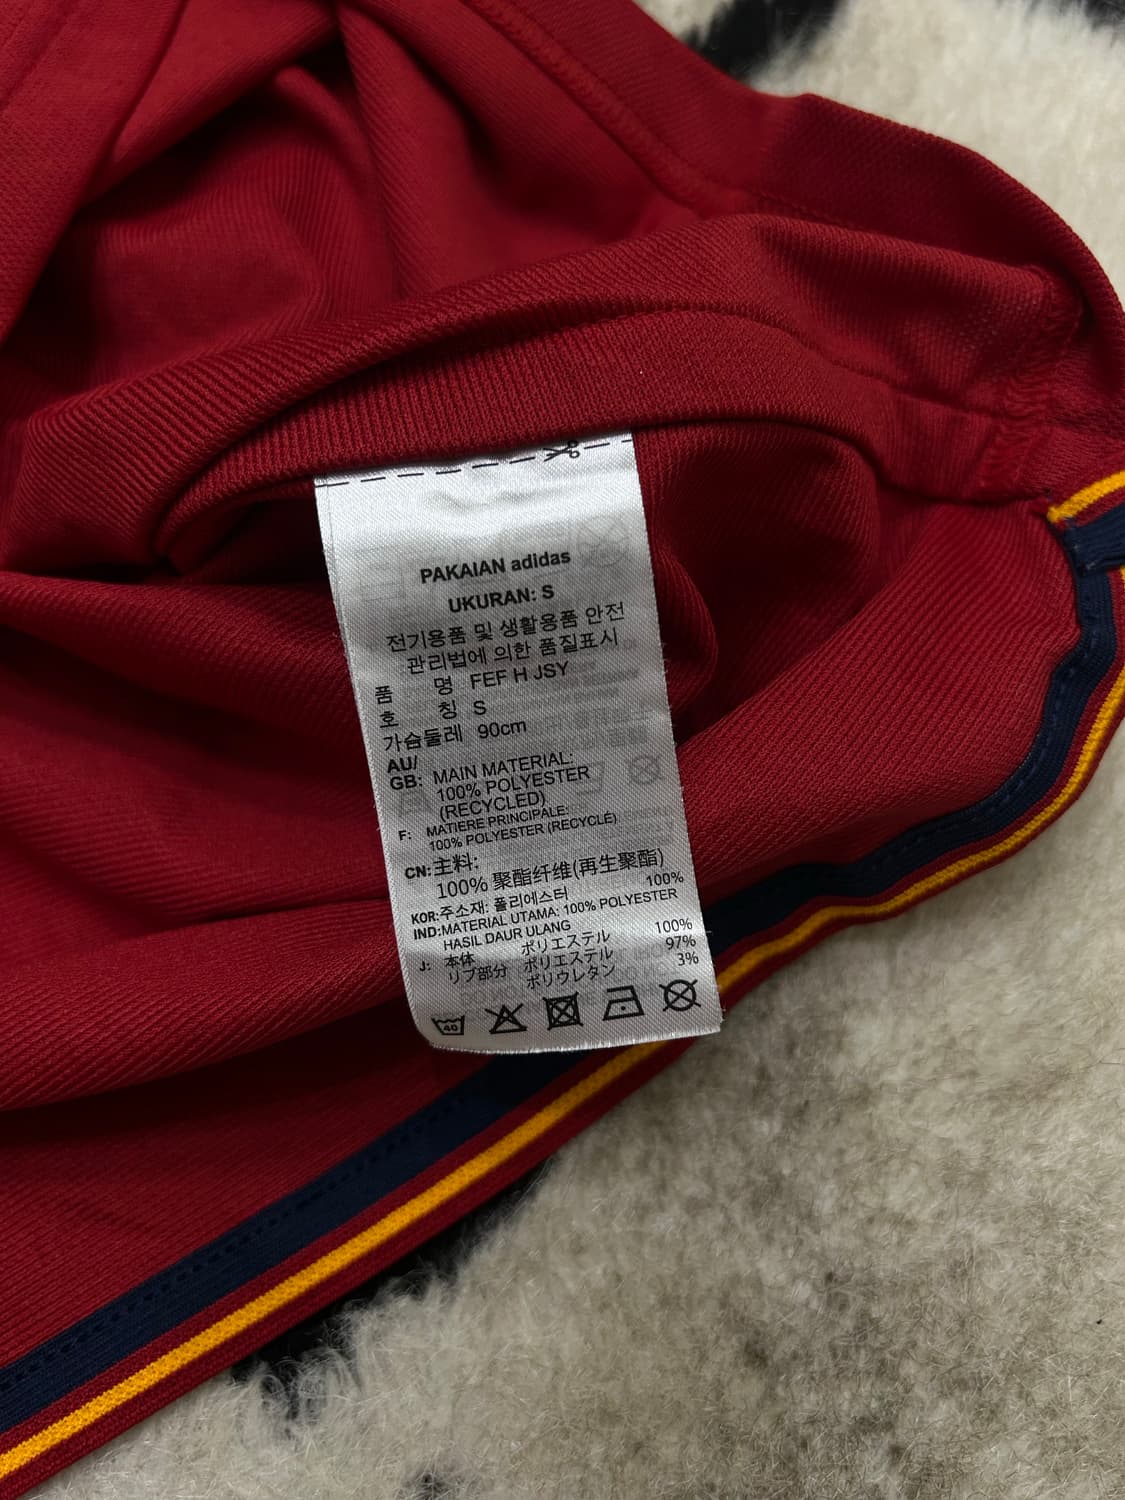 PAKAIAN adidas
UKURAN: S
전기용품 및 생활용품 안전
관리법에 의한 품질표시
품 명 FEF H JSY
호 칭 S
가슴둘레 90cm
AU/
GB: MAIN MATERIAL:
100% POLYESTER
(RECYCLED)
F: MATIERE PRINCIPALE:
100% POLYESTER (RECYCLÉ)
CN:主料:
100% 聚酯纤维(再生聚酯)
KOR:주소재: 폴리에스터 100%
IND:MATERIAL UTAMA: 100% POLYESTER
HASIL DAUR ULANG
J: 本体 ポリエステル 100%
リブ部分 ポリエステル 97%
ポリウレタン 3%
40